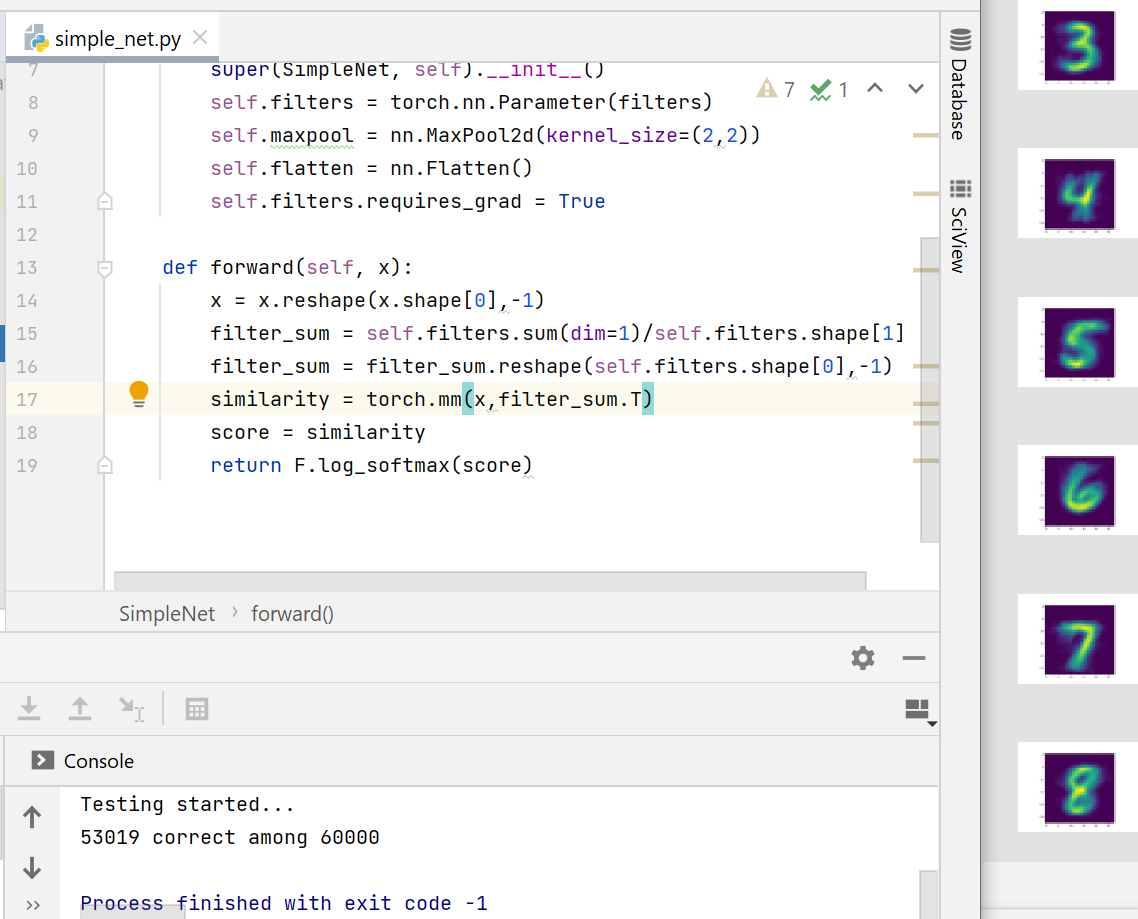 simple_net.py
7 super(SimpleNet, self).__init__()
8 self.filters = torch.nn.Parameter(filters)
7 1
9 self.maxpool = nn.MaxPool2d(kernel_size=(2,2))
10 self.flatten = nn.Flatten()
11 self.filters.requires_grad = True
12
13 def forward(self, x):
14 x = x.reshape(x.shape[0],-1)
15 filter_sum = self.filters.sum(dim=1)/self.filters.shape[1]
16 filter_sum = filter_sum.reshape(self.filters.shape[0],-1)
17 similarity = torch.mm(x,filter_sum.T)
18 score = similarity
19 return F.log_softmax(score)
SimpleNet › forward()
Console
Testing started...
53019 correct among 60000
Process finished with exit code -1
Database
SciView
3
4
5
6
7
8